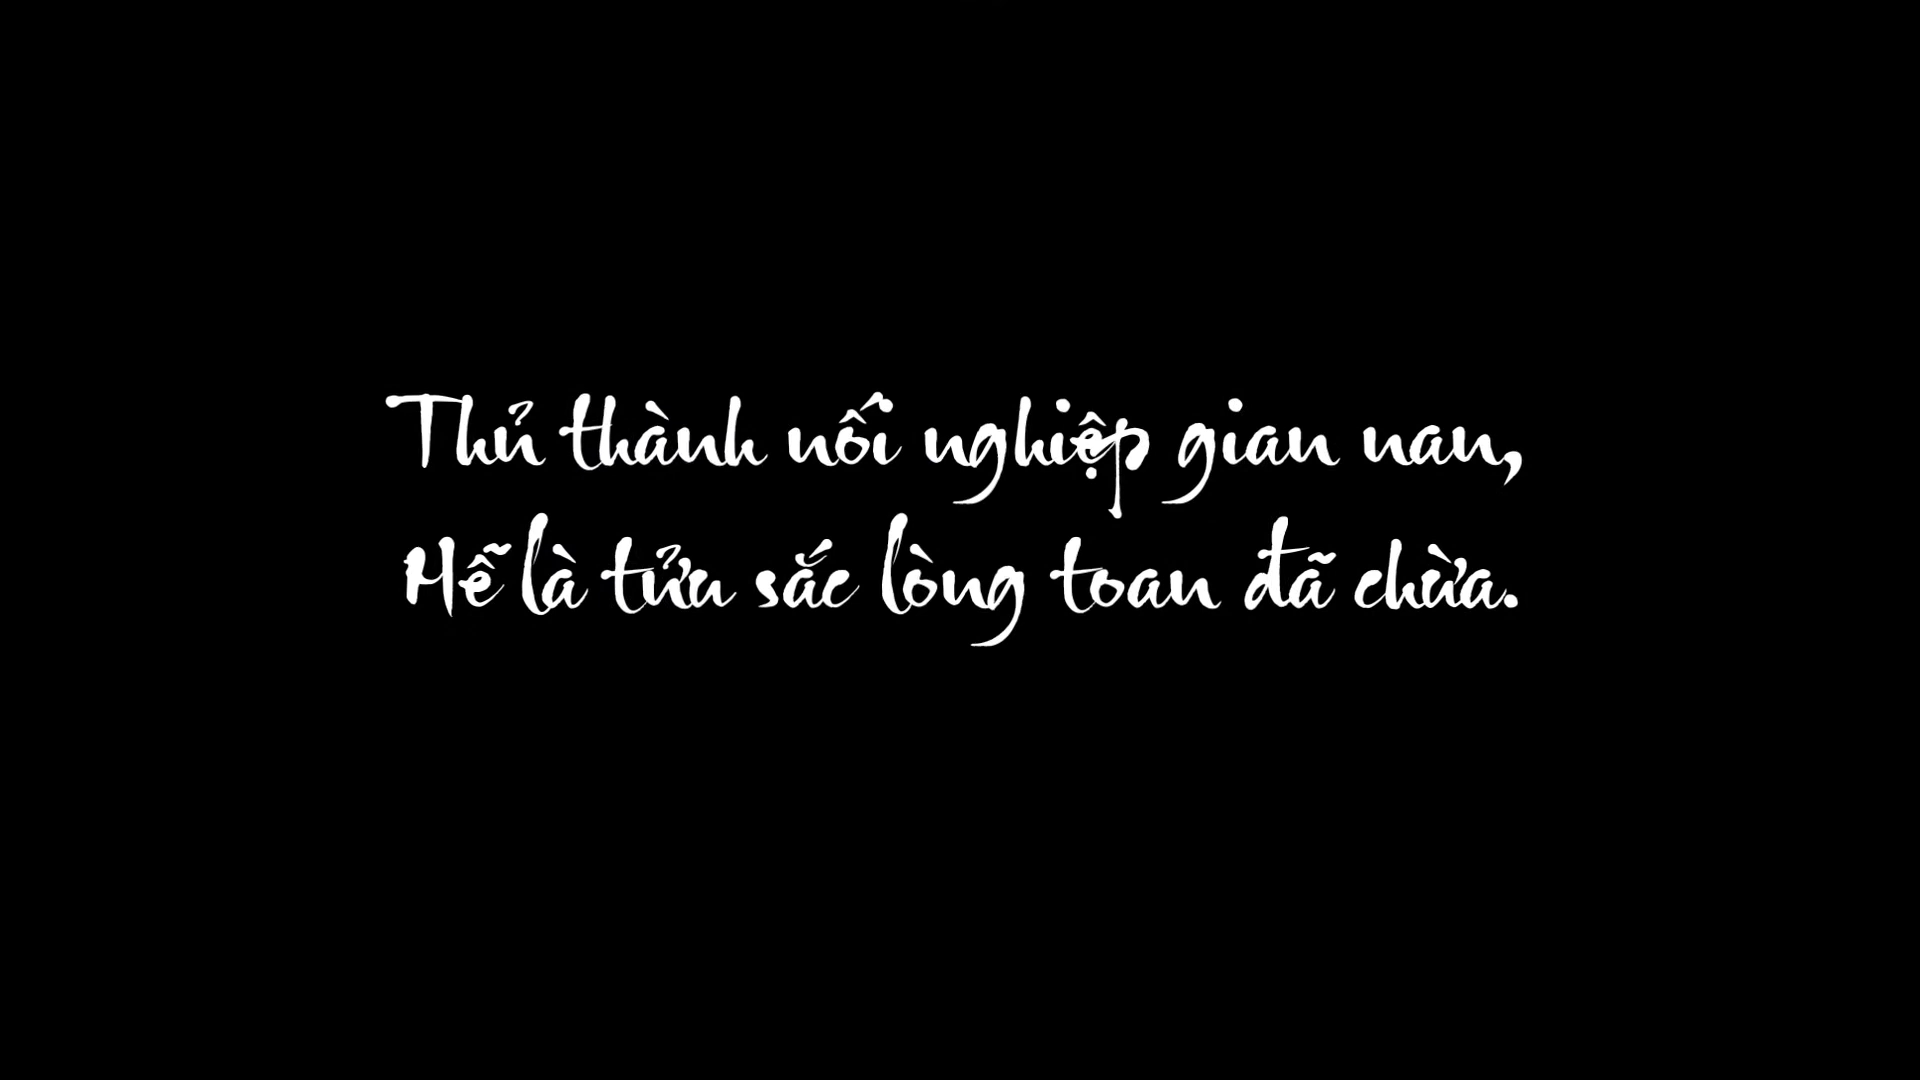 Thủ thành nối nghiệp gian nan,
Hễ là tửu sắc lòng toan đã chừa.